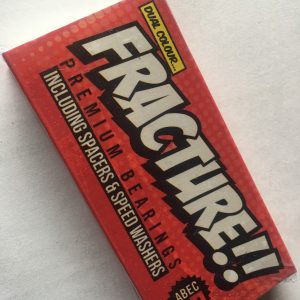 DUAL COLOUR...
FRACTURE!!
PREMIUM BEARINGS
INCLUDING SPACERS & SPEED WASHERS
ABEC